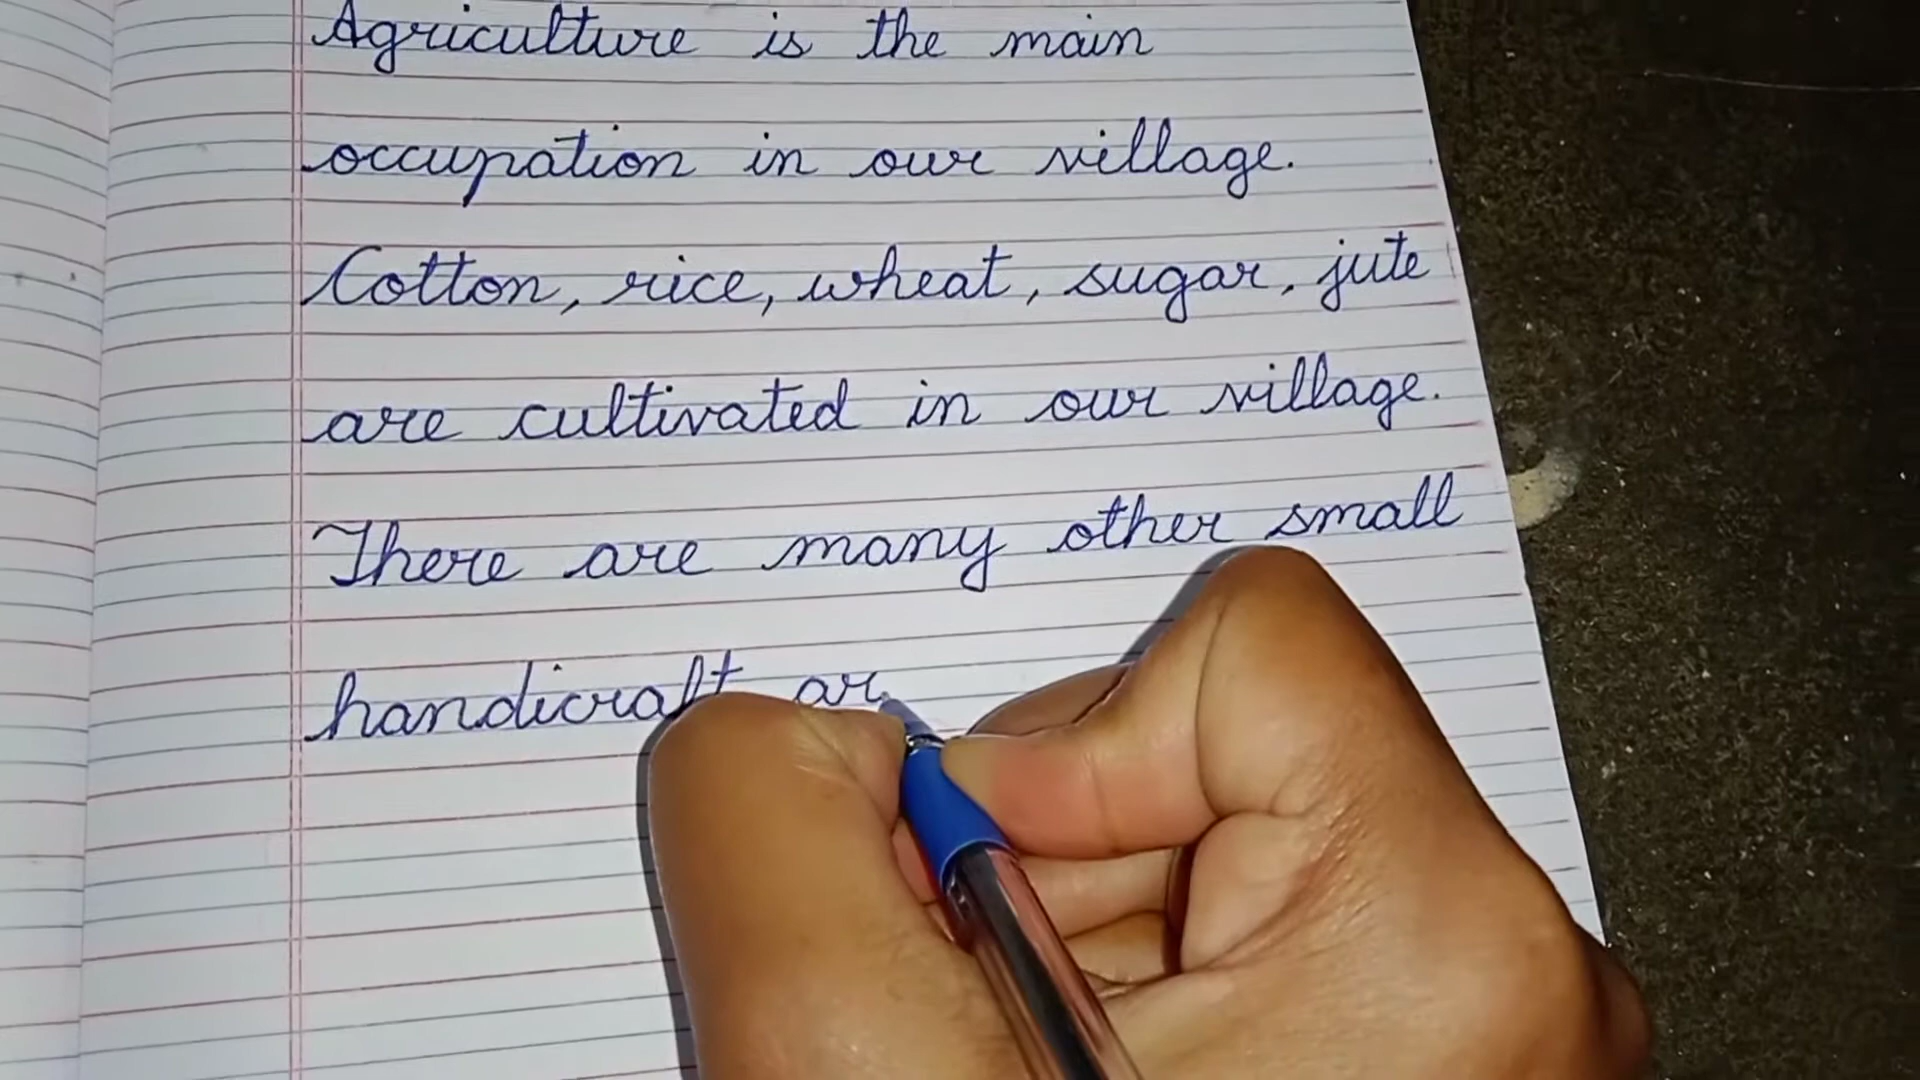 Agriculture is the main
occupation in our village.
Cotton, rice, wheat, sugar, jute
are cultivated in our village.
There are many other small
handicraft ar